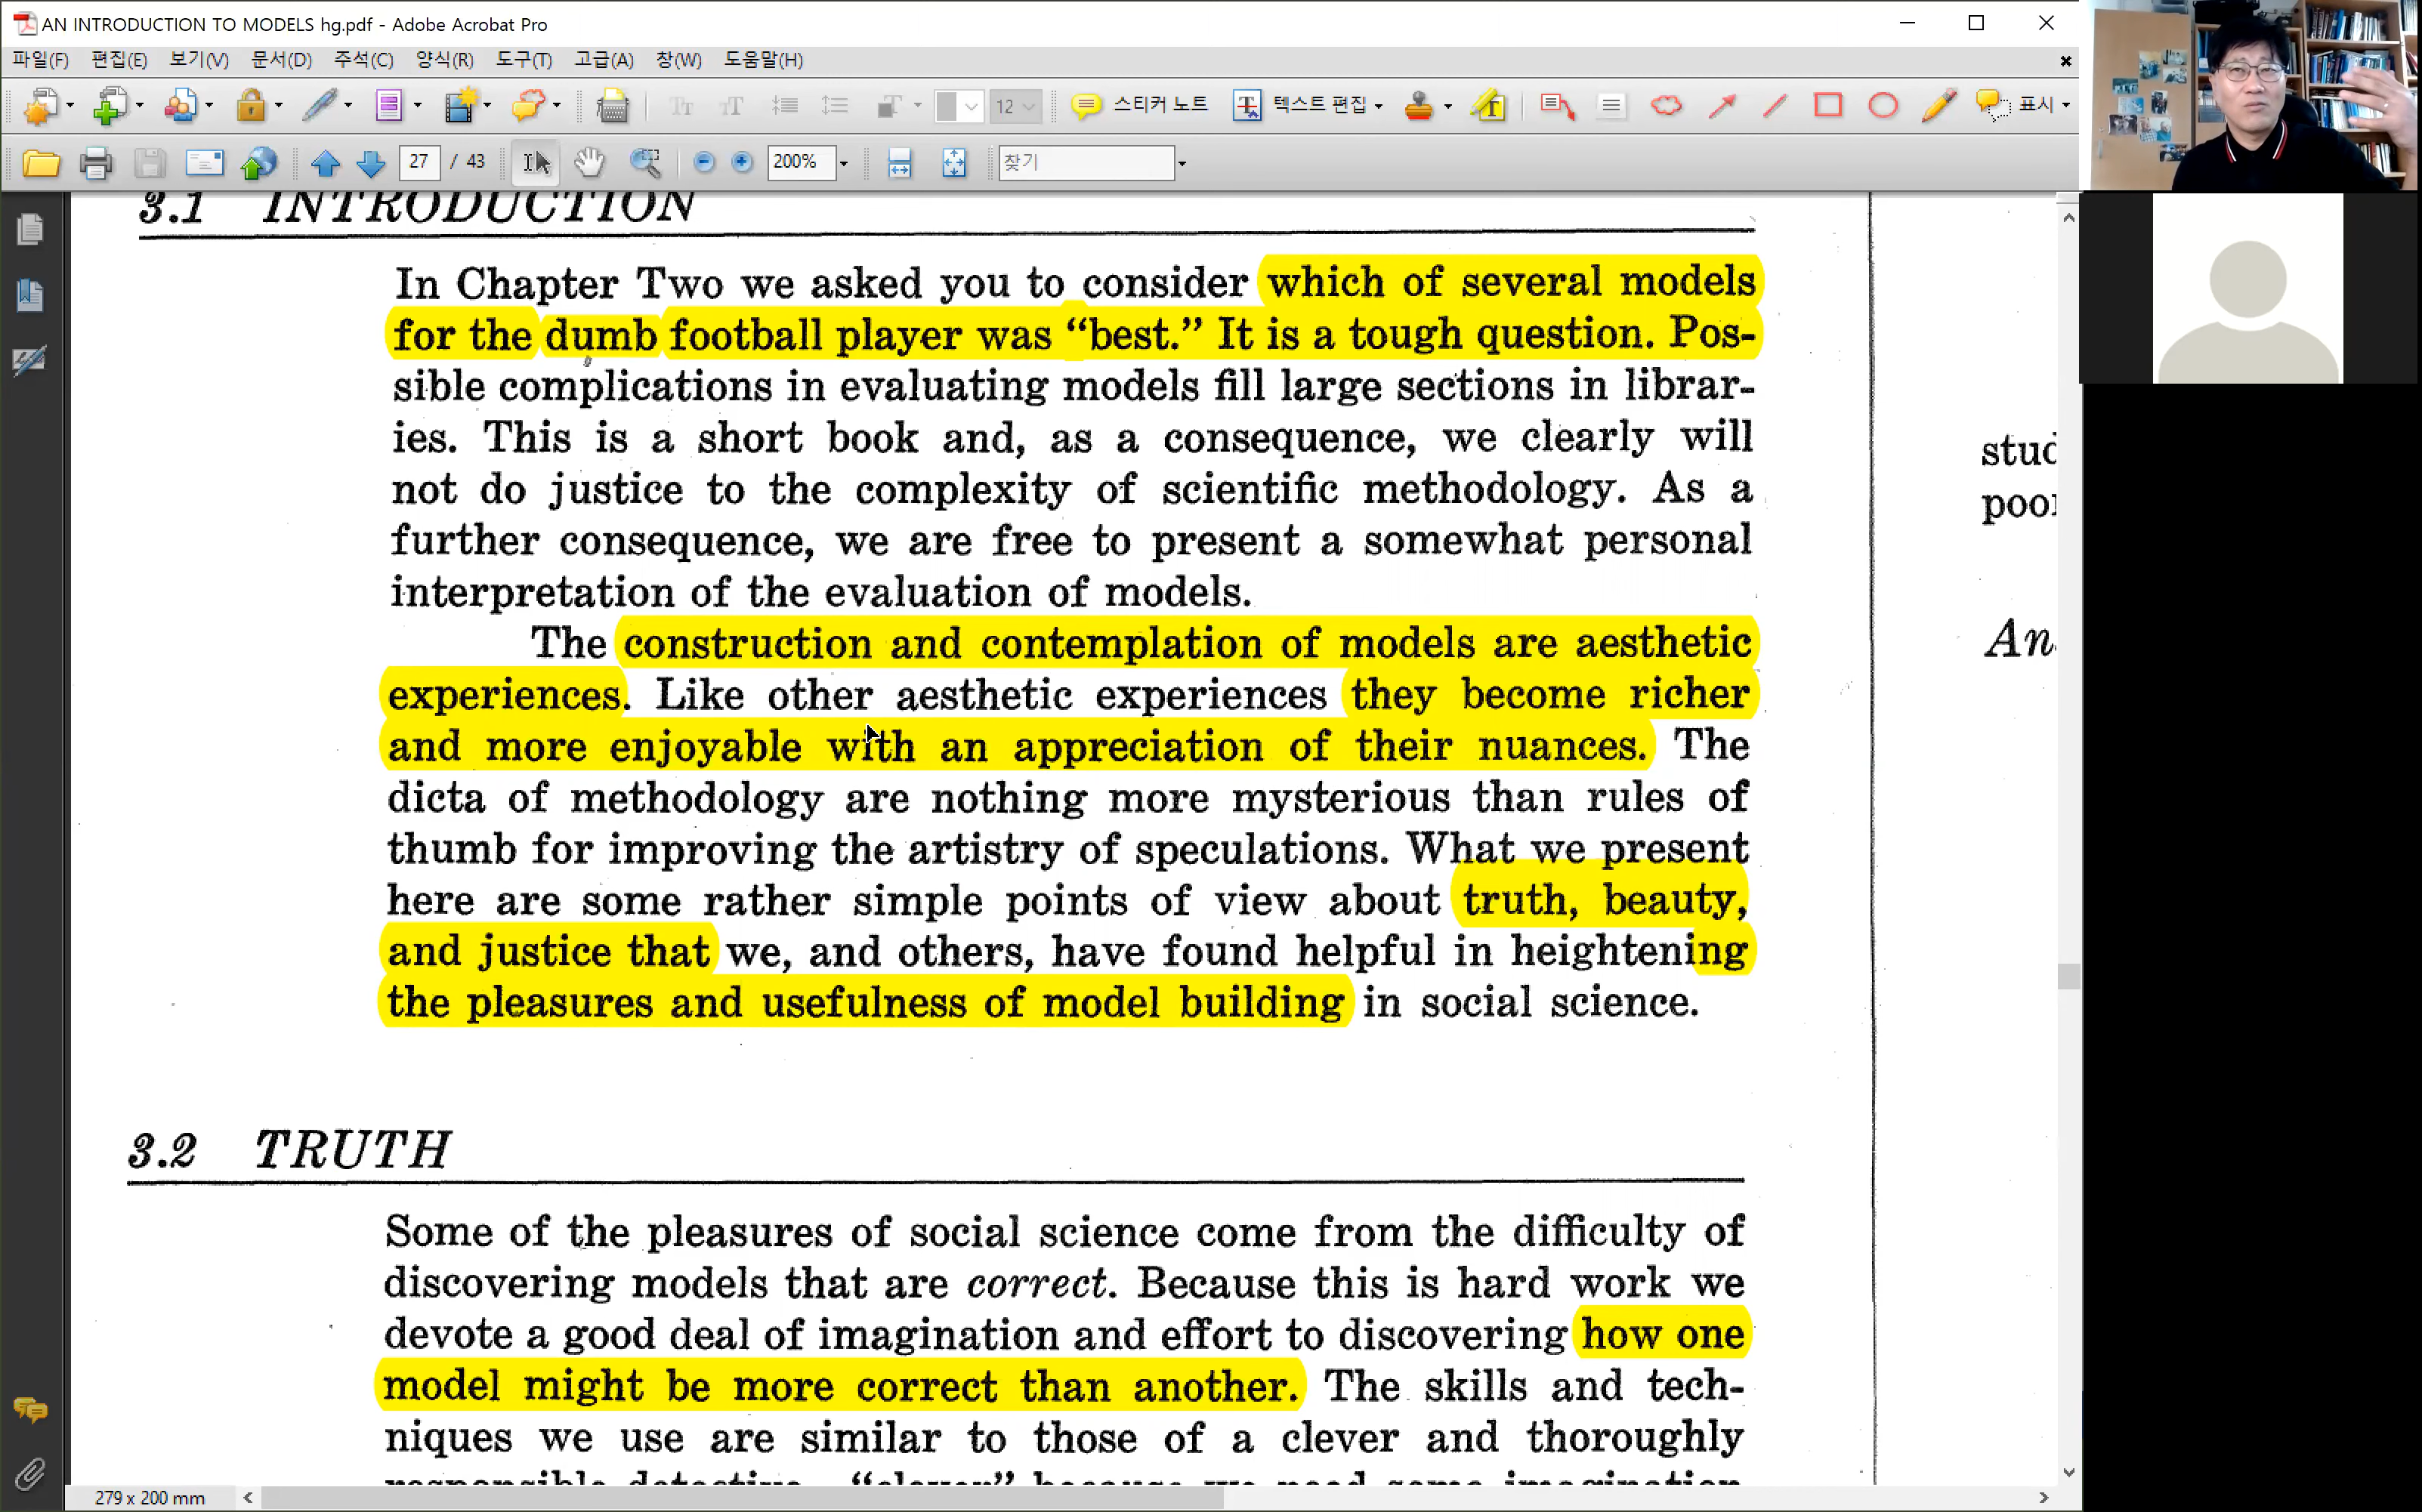 AN INTRODUCTION TO MODELS hg.pdf - Adobe Acrobat Pro
파일(F) 편집(E) 보기(V) 문서(D) 주석(C) 양식(R) 도구(T) 고급(A) 창(W) 도움말(H)
12 스티커 노트 텍스트 편집 표시
27 / 43 200% 찾기
3.1 INTRODUCTION
In Chapter Two we asked you to consider which of several models
for the dumb football player was “best.” It is a tough question. Pos-
sible complications in evaluating models fill large sections in librar-
ies. This is a short book and, as a consequence, we clearly will
not do justice to the complexity of scientific methodology. As a
further consequence, we are free to present a somewhat personal
interpretation of the evaluation of models.
The construction and contemplation of models are aesthetic
experiences. Like other aesthetic experiences they become richer
and more enjoyable with an appreciation of their nuances. The
dicta of methodology are nothing more mysterious than rules of
thumb for improving the artistry of speculations. What we present
here are some rather simple points of view about truth, beauty,
and justice that we, and others, have found helpful in heightening
the pleasures and usefulness of model building in social science.
3.2 TRUTH
Some of the pleasures of social science come from the difficulty of
discovering models that are correct. Because this is hard work we
devote a good deal of imagination and effort to discovering how one
model might be more correct than another. The skills and tech-
niques we use are similar to those of a clever and thoroughly
responsible detective—“clever” because we need some imagination
stud
poor
An
279 x 200 mm